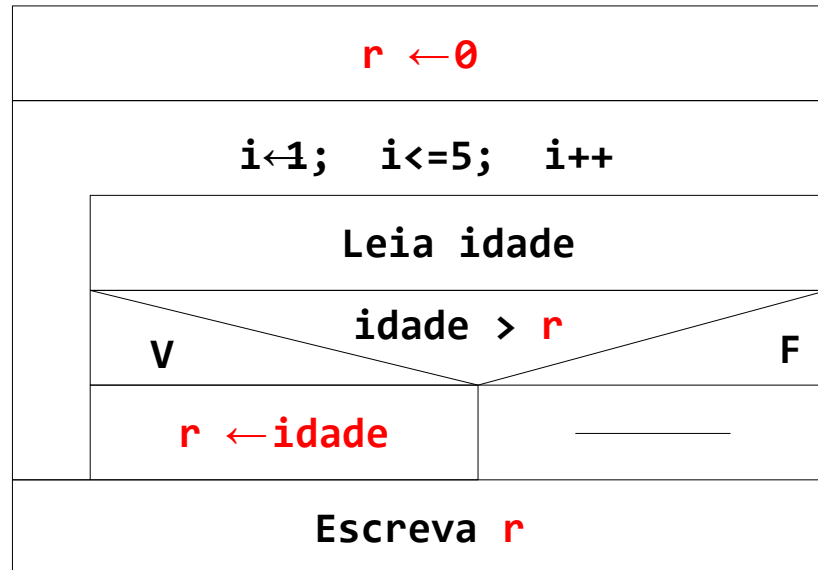 r ←0
i←1; i<=5; i++
Leia idade
idade > r
V
F
r ←idade
Escreva r